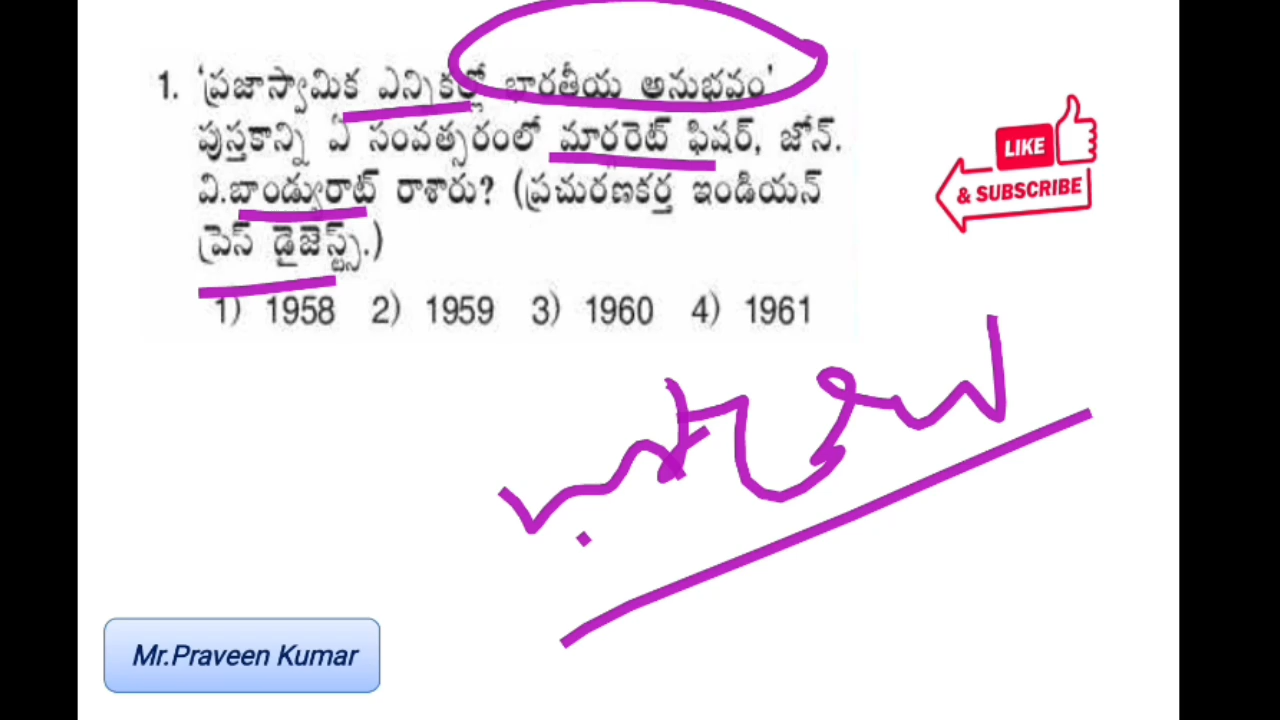 1. 'ప్రజాస్వామిక ఎన్నికల్లో భారతీయ అనుభవం'
పుస్తకాన్ని ఏ సంవత్సరంలో మార్గరెట్ ఫిషర్, జోన్.
వి.బాండ్యురాట్ రాశారు? (ప్రచురణకర్త ఇండియన్
ప్రెస్ డైజెస్ట్స్.)
1) 1958 2) 1959 3) 1960 4) 1961
LIKE
& SUBSCRIBE
Mr.Praveen Kumar